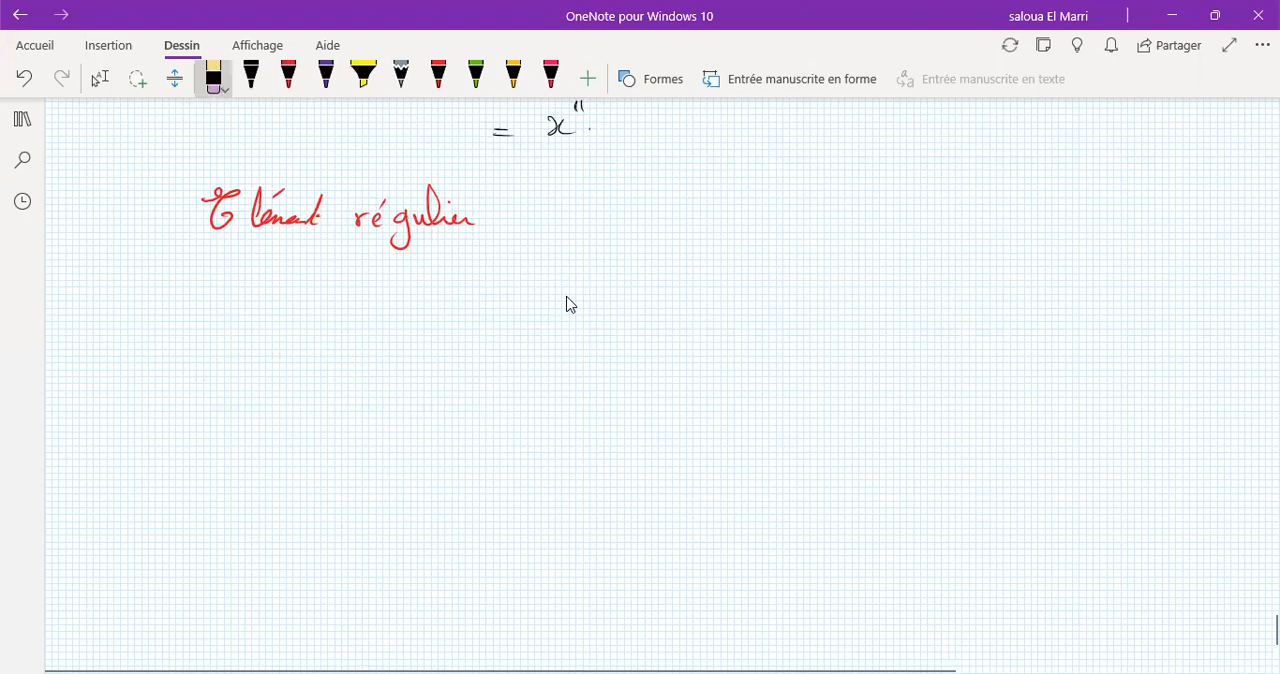 OneNote pour Windows 10
saloua El Marri
Accueil Insertion Dessin Affichage Aide
Partager
Formes Entrée manuscrite en forme Entrée manuscrite en texte
= x"
Elément régulier